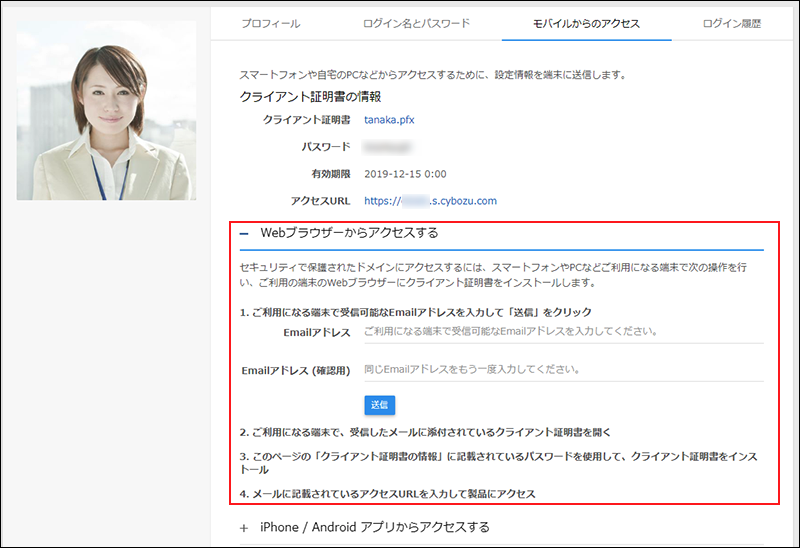 プロフィール
ログイン名とパスワード
モバイルからのアクセス
ログイン履歴
スマートフォンや自宅のPCなどからアクセスするために、設定情報を端末に送信します。
クライアント証明書の情報
クライアント証明書 tanaka.pfx
パスワード
有効期限 2019-12-15 0:00
アクセスURL https:// .s.cybozu.com
− Webブラウザーからアクセスする
セキュリティで保護されたドメインにアクセスするには、スマートフォンやPCなどご利用になる端末で次の操作を行
い、ご利用の端末のWebブラウザーにクライアント証明書をインストールします。
1. ご利用になる端末で受信可能なEmailアドレスを入力して「送信」をクリック
Emailアドレス ご利用になる端末で受信可能なEmailアドレスを入力してください。
Emailアドレス (確認用) 同じEmailアドレスをもう一度入力してください。
送信
2. ご利用になる端末で、受信したメールに添付されているクライアント証明書を開く
3. このページの「クライアント証明書の情報」に記載されているパスワードを使用して、クライアント証明書をインス
トール
4. メールに記載されているアクセスURLを入力して製品にアクセス
+ iPhone / Android アプリからアクセスする